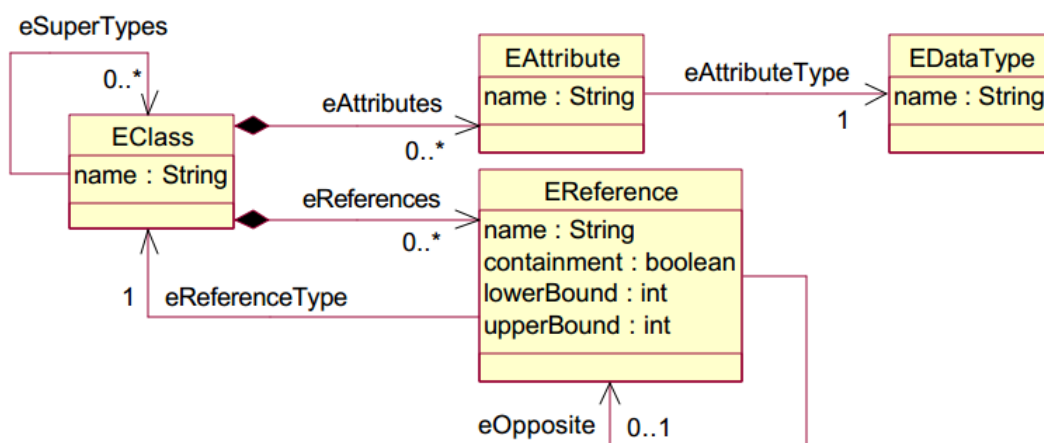 eSuperTypes
0..*
EClass
name : String
eAttributes
0..*
EAttribute
name : String
eAttributeType
1
EDataType
name : String
eReferences
0..*
EReference
name : String
containment : boolean
lowerBound : int
upperBound : int
1
eReferenceType
eOpposite
0..1